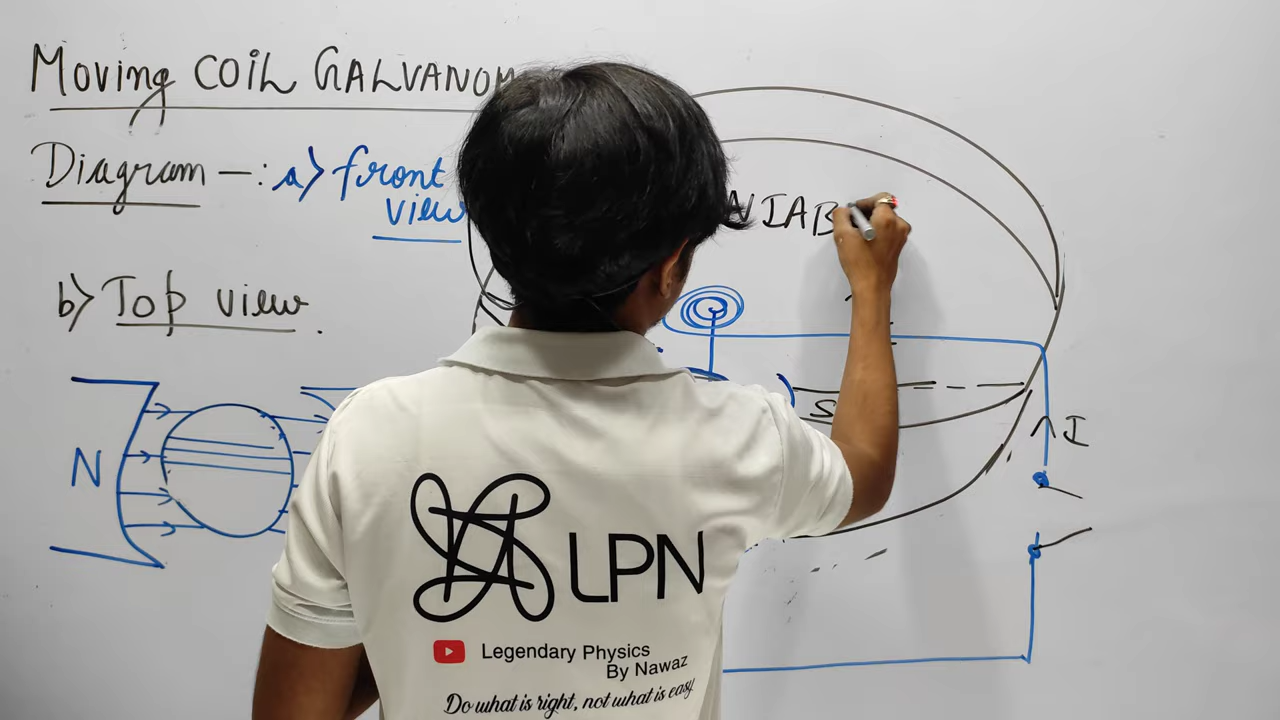 Moving COIL GALVANOM
Diagram -: a) front
view
b) Top view.
N
NIAB
S
I
LPN
Legendary Physics
By Nawaz
Do what is right, not what is easy